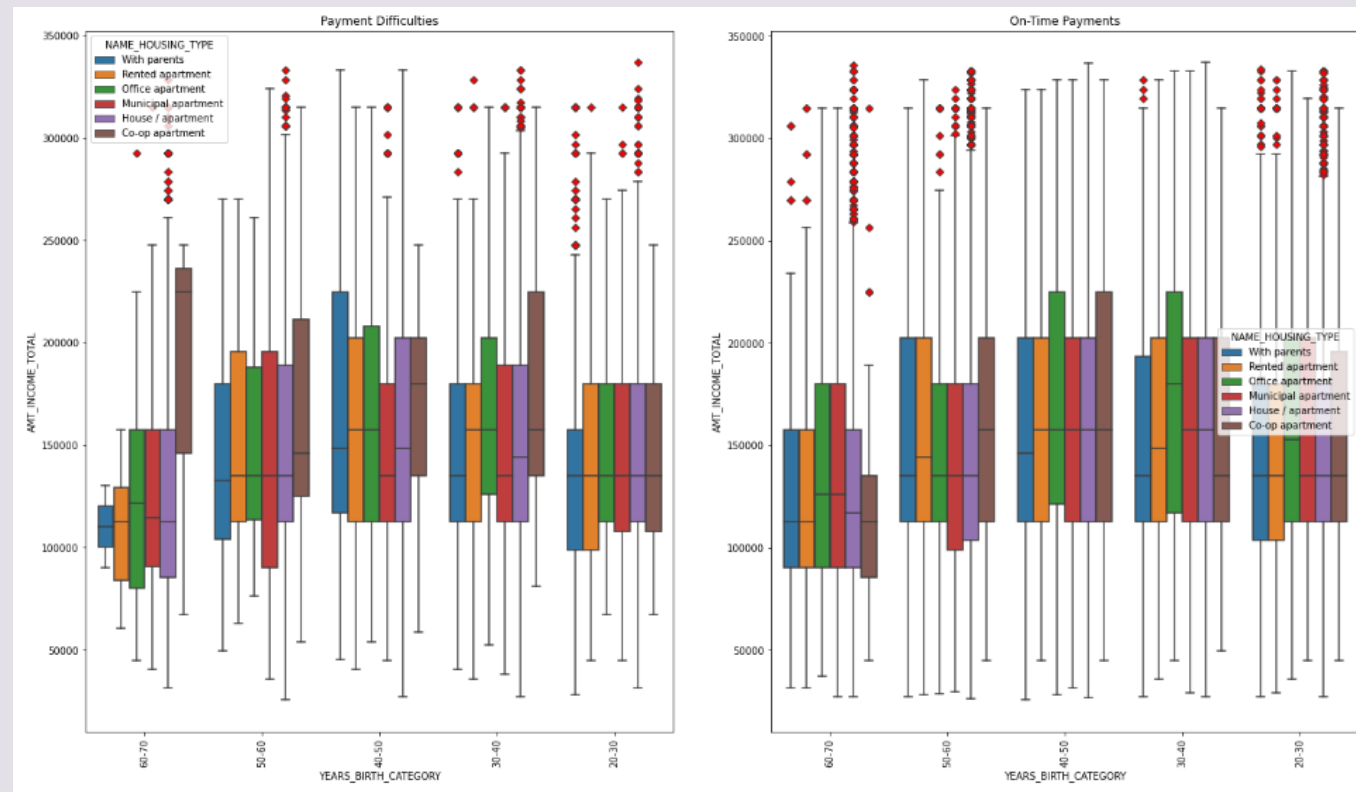 Payment Difficulties
NAME_HOUSING_TYPE
With parents
Rented apartment
Office apartment
Municipal apartment
House / apartment
Co-op apartment
350000
300000
250000
200000
150000
100000
50000
AMT_INCOME_TOTAL
60-70
50-60
40-50
30-40
20-30
YEARS_BIRTH_CATEGORY
On-Time Payments
350000
300000
250000
200000
150000
100000
50000
AMT_INCOME_TOTAL
NAME_HOUSING_TYPE
With parents
Rented apartment
Office apartment
Municipal apartment
House / apartment
Co-op apartment
60-70
50-60
40-50
30-40
20-30
YEARS_BIRTH_CATEGORY